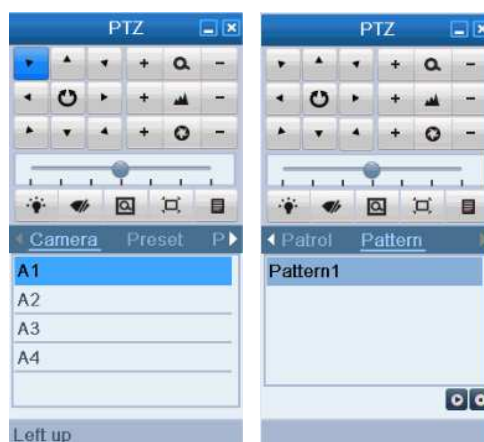 PTZ
Camera Preset P
A1
A2
A3
A4
Left up
PTZ
Patrol Pattern
Pattern1